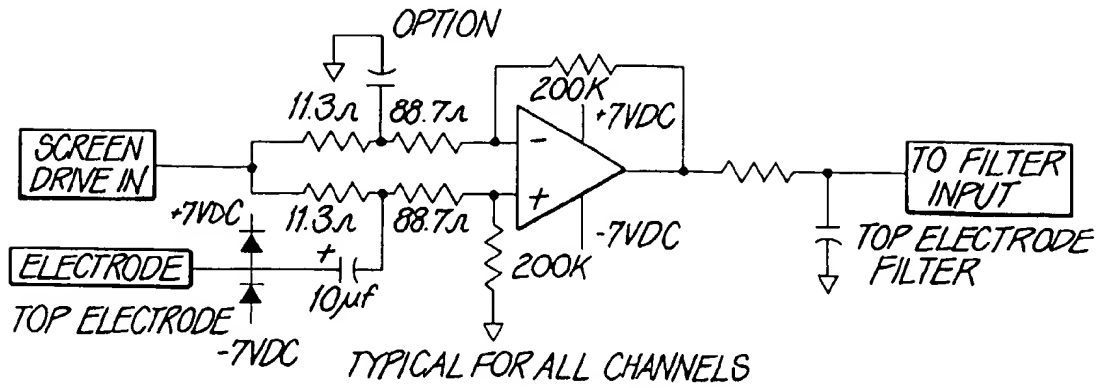 OPTION
200K
+7VDC
11.3Ω
88.7Ω
SCREEN
DRIVE IN
-
+
11.3Ω
88.7Ω
+7VDC
-7VDC
TO FILTER
INPUT
ELECTRODE
+
10µf
200K
TOP ELECTRODE
FILTER
TOP ELECTRODE
-7VDC
TYPICAL FOR ALL CHANNELS